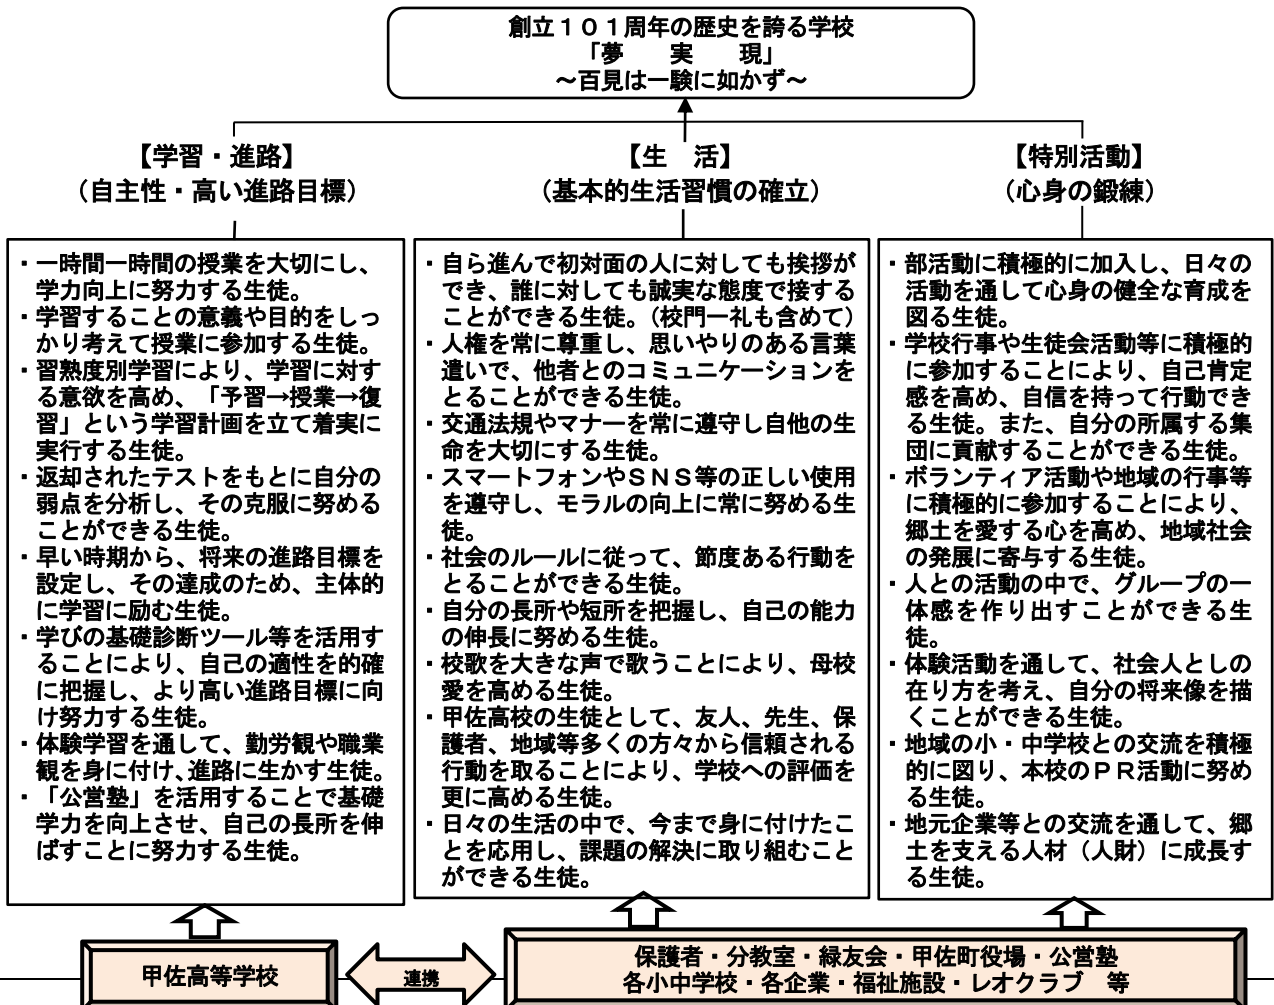 創立１０１周年の歴史を誇る学校
「夢　実　現」
～百見は一験に如かず～
【学習・進路】
（自主性・高い進路目標）
・一時間一時間の授業を大切にし、
学力向上に努力する生徒。
・学習することの意義や目的をしっ
かり考えて授業に参加する生徒。
・習熟度別学習により、学習に対す
る意欲を高め、「予習→授業→復
習」という学習計画を立て着実に
実行する生徒。
・返却されたテストをもとに自分の
弱点を分析し、その克服に努める
ことができる生徒。
・早い時期から、将来の進路目標を
設定し、その達成のため、主体的
に学習に励む生徒。
・学びの基礎診断ツール等を活用す
ることにより、自己の適性を的確
に把握し、より高い進路目標に向
け努力する生徒。
・体験学習を通して、勤労観や職業
観を身に付け、進路に生かす生徒。
・「公営塾」を活用することで基礎
学力を向上させ、自己の長所を伸
ばすことに努力する生徒。
【生　活】
（基本的生活習慣の確立）
・自ら進んで初対面の人に対しても挨拶が
でき、誰に対しても誠実な態度で接する
ことができる生徒。（校門一礼も含めて）
・人権を常に尊重し、思いやりのある言葉
遣いで、他者とのコミュニケーションを
とることができる生徒。
・交通法規やマナーを常に遵守し自他の生
命を大切にする生徒。
・スマートフォンやＳＮＳ等の正しい使用
を遵守し、モラルの向上に常に努める生
徒。
・社会のルールに従って、節度ある行動を
とることができる生徒。
・自分の長所や短所を把握し、自己の能力
の伸長に努める生徒。
・校歌を大きな声で歌うことにより、母校
愛を高める生徒。
・甲佐高校の生徒として、友人、先生、保
護者、地域等多くの方々から信頼される
行動を取ることにより、学校への評価を
更に高める生徒。
・日々の生活の中で、今まで身に付けたこ
とを応用し、課題の解決に取り組むこと
ができる生徒。
【特別活動】
（心身の鍛練）
・部活動に積極的に加入し、日々の
活動を通して心身の健全な育成を
図る生徒。
・学校行事や生徒会活動等に積極的
に参加することにより、自己肯定
感を高め、自信を持って行動でき
る生徒。また、自分の所属する集
団に貢献することができる生徒。
・ボランティア活動や地域の行事等
に積極的に参加することにより、
郷土を愛する心を高め、地域社会
の発展に寄与する生徒。
・人との活動の中で、グループの一
体感を作り出すことができる生
徒。
・体験活動を通して、社会人としの
在り方を考え、自分の将来像を描
くことができる生徒。
・地域の小・中学校との交流を積極
的に図り、本校のＰＲ活動に努め
る生徒。
・地元企業等との交流を通して、郷
土を支える人材（人財）に成長す
る生徒。
甲佐高等学校
連携
保護者・分教室・緑友会・甲佐町役場・公営塾
各小中学校・各企業・福祉施設・レオクラブ　等